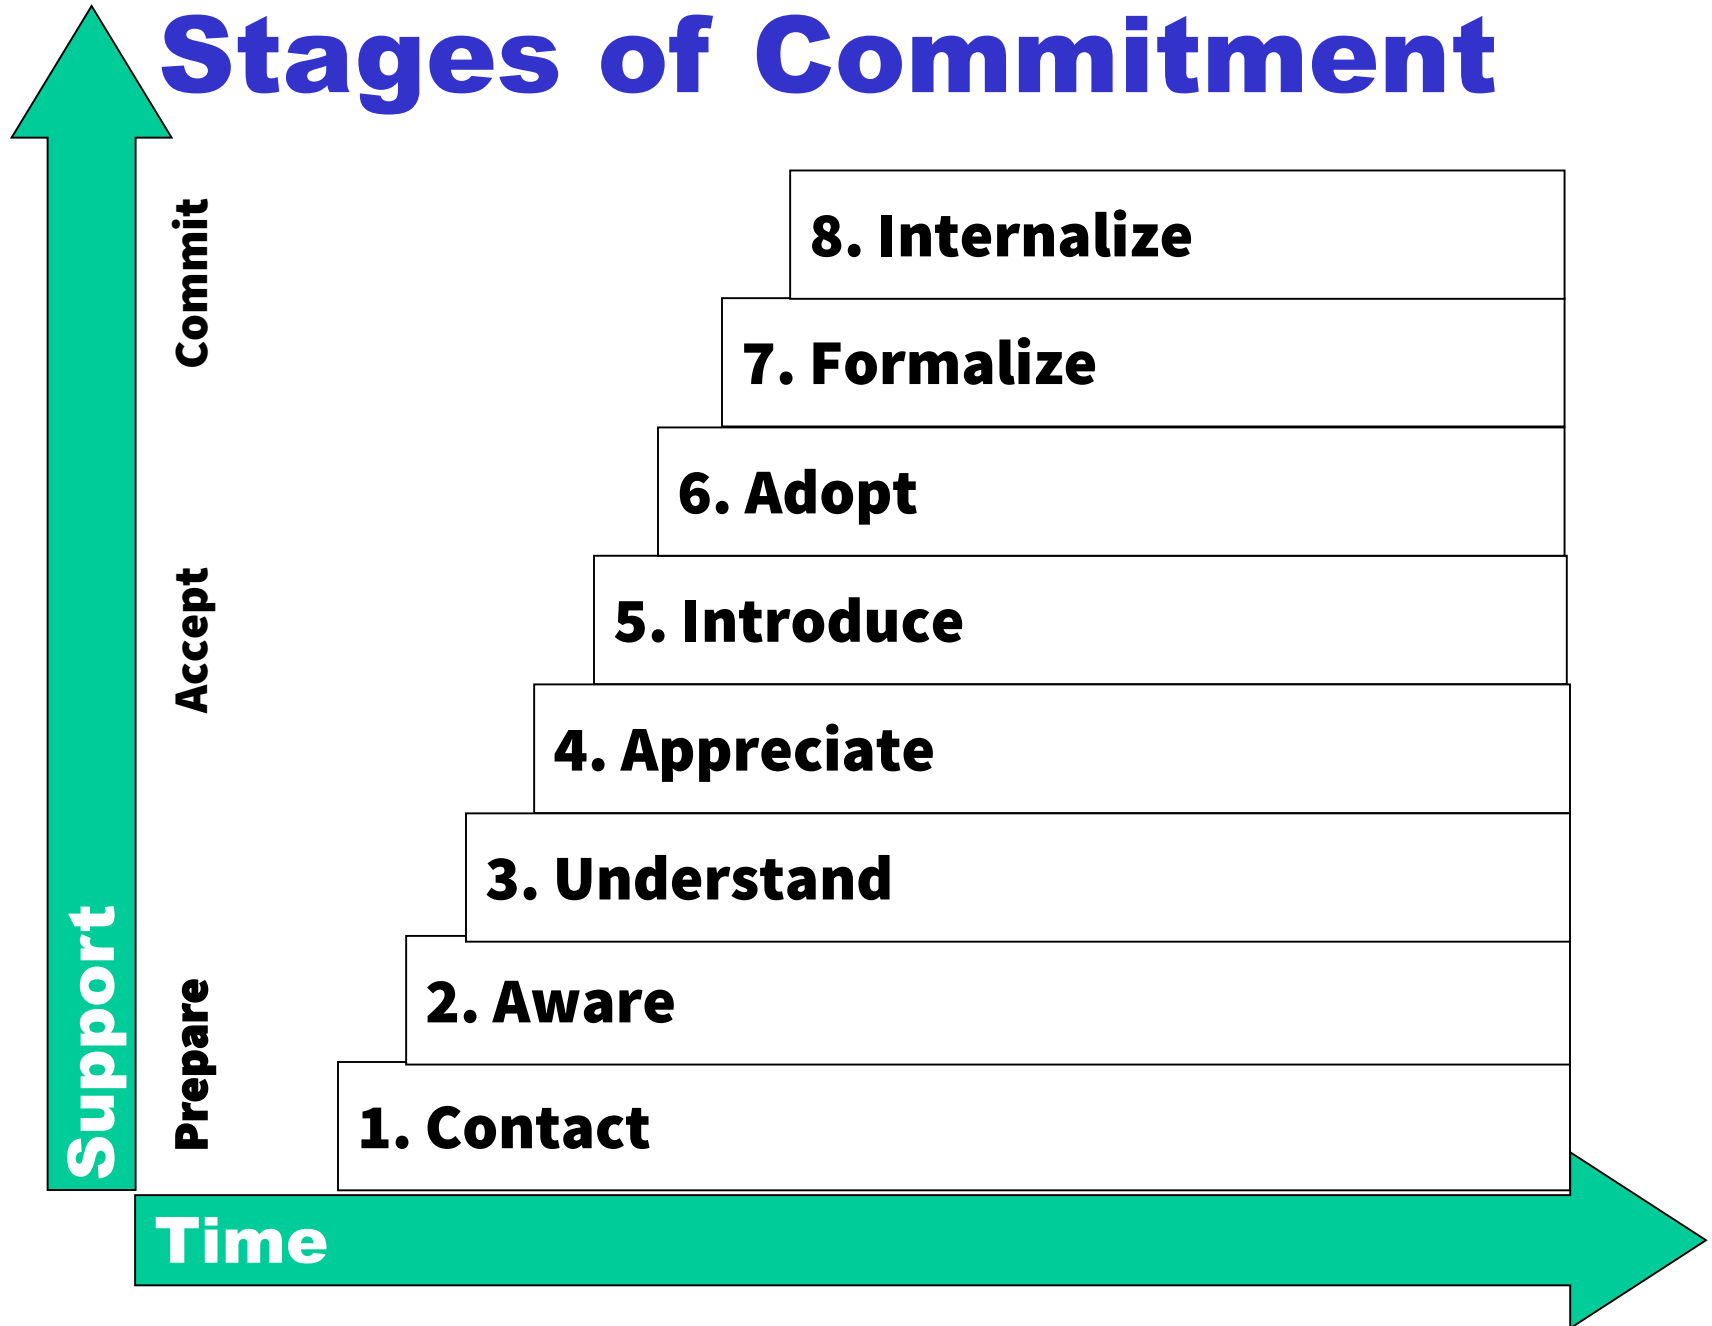 Stages of Commitment
Commit
8. Internalize
7. Formalize
6. Adopt
Accept
5. Introduce
4. Appreciate
3. Understand
Support
Prepare
2. Aware
1. Contact
Time